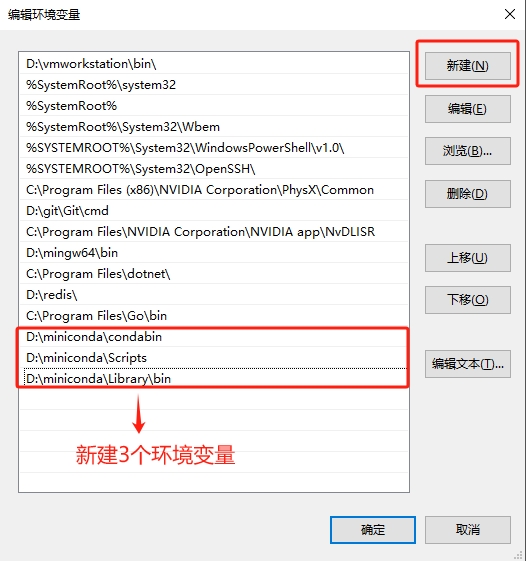 编辑环境变量
D:\vmworkstation\bin\
%SystemRoot%\system32
%SystemRoot%
%SystemRoot%\System32\Wbem
%SYSTEMROOT%\System32\WindowsPowerShell\v1.0\
%SYSTEMROOT%\System32\OpenSSH\
C:\Program Files (x86)\NVIDIA Corporation\PhysX\Common
D:\git\Git\cmd
C:\Program Files\NVIDIA Corporation\NVIDIA app\NvDLISR
D:\mingw64\bin
C:\Program Files\dotnet\
D:\redis\
C:\Program Files\Go\bin
D:\miniconda\condabin
D:\miniconda\Scripts
D:\miniconda\Library\bin
新建3个环境变量
新建(N)
编辑(E)
浏览(B)...
删除(D)
上移(U)
下移(O)
编辑文本(T)...
确定
取消